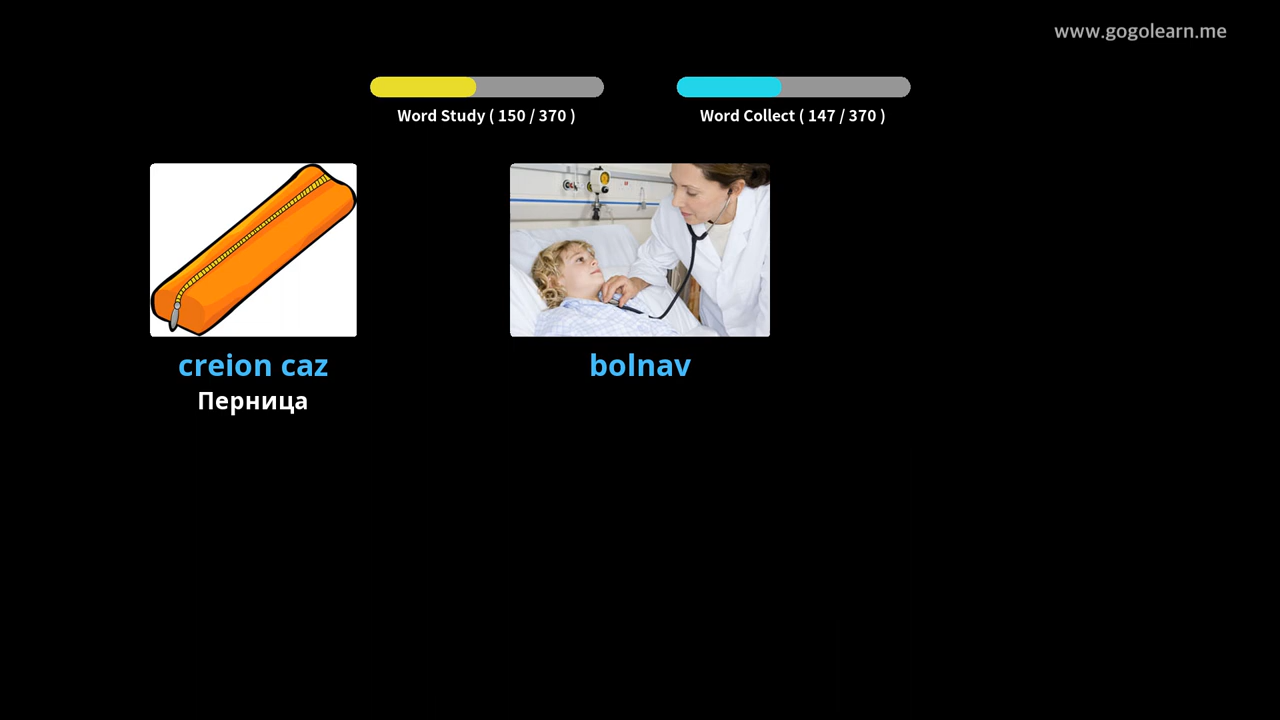 www.gogolearn.me
Word Study ( 150 / 370 )
Word Collect ( 147 / 370 )
creion caz
Перница
bolnav